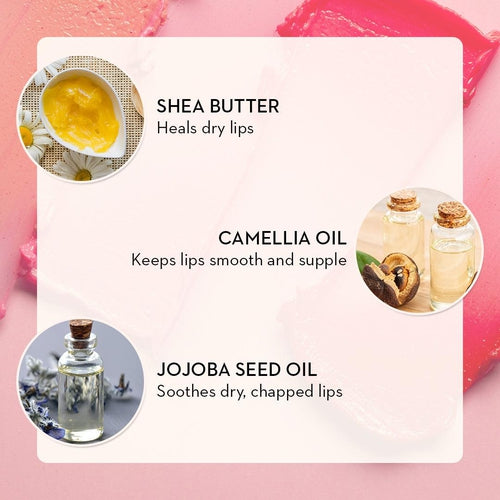 SHEA BUTTER
Heals dry lips
CAMELLIA OIL
Keeps lips smooth and supple
JOJOBA SEED OIL
Soothes dry, chapped lips